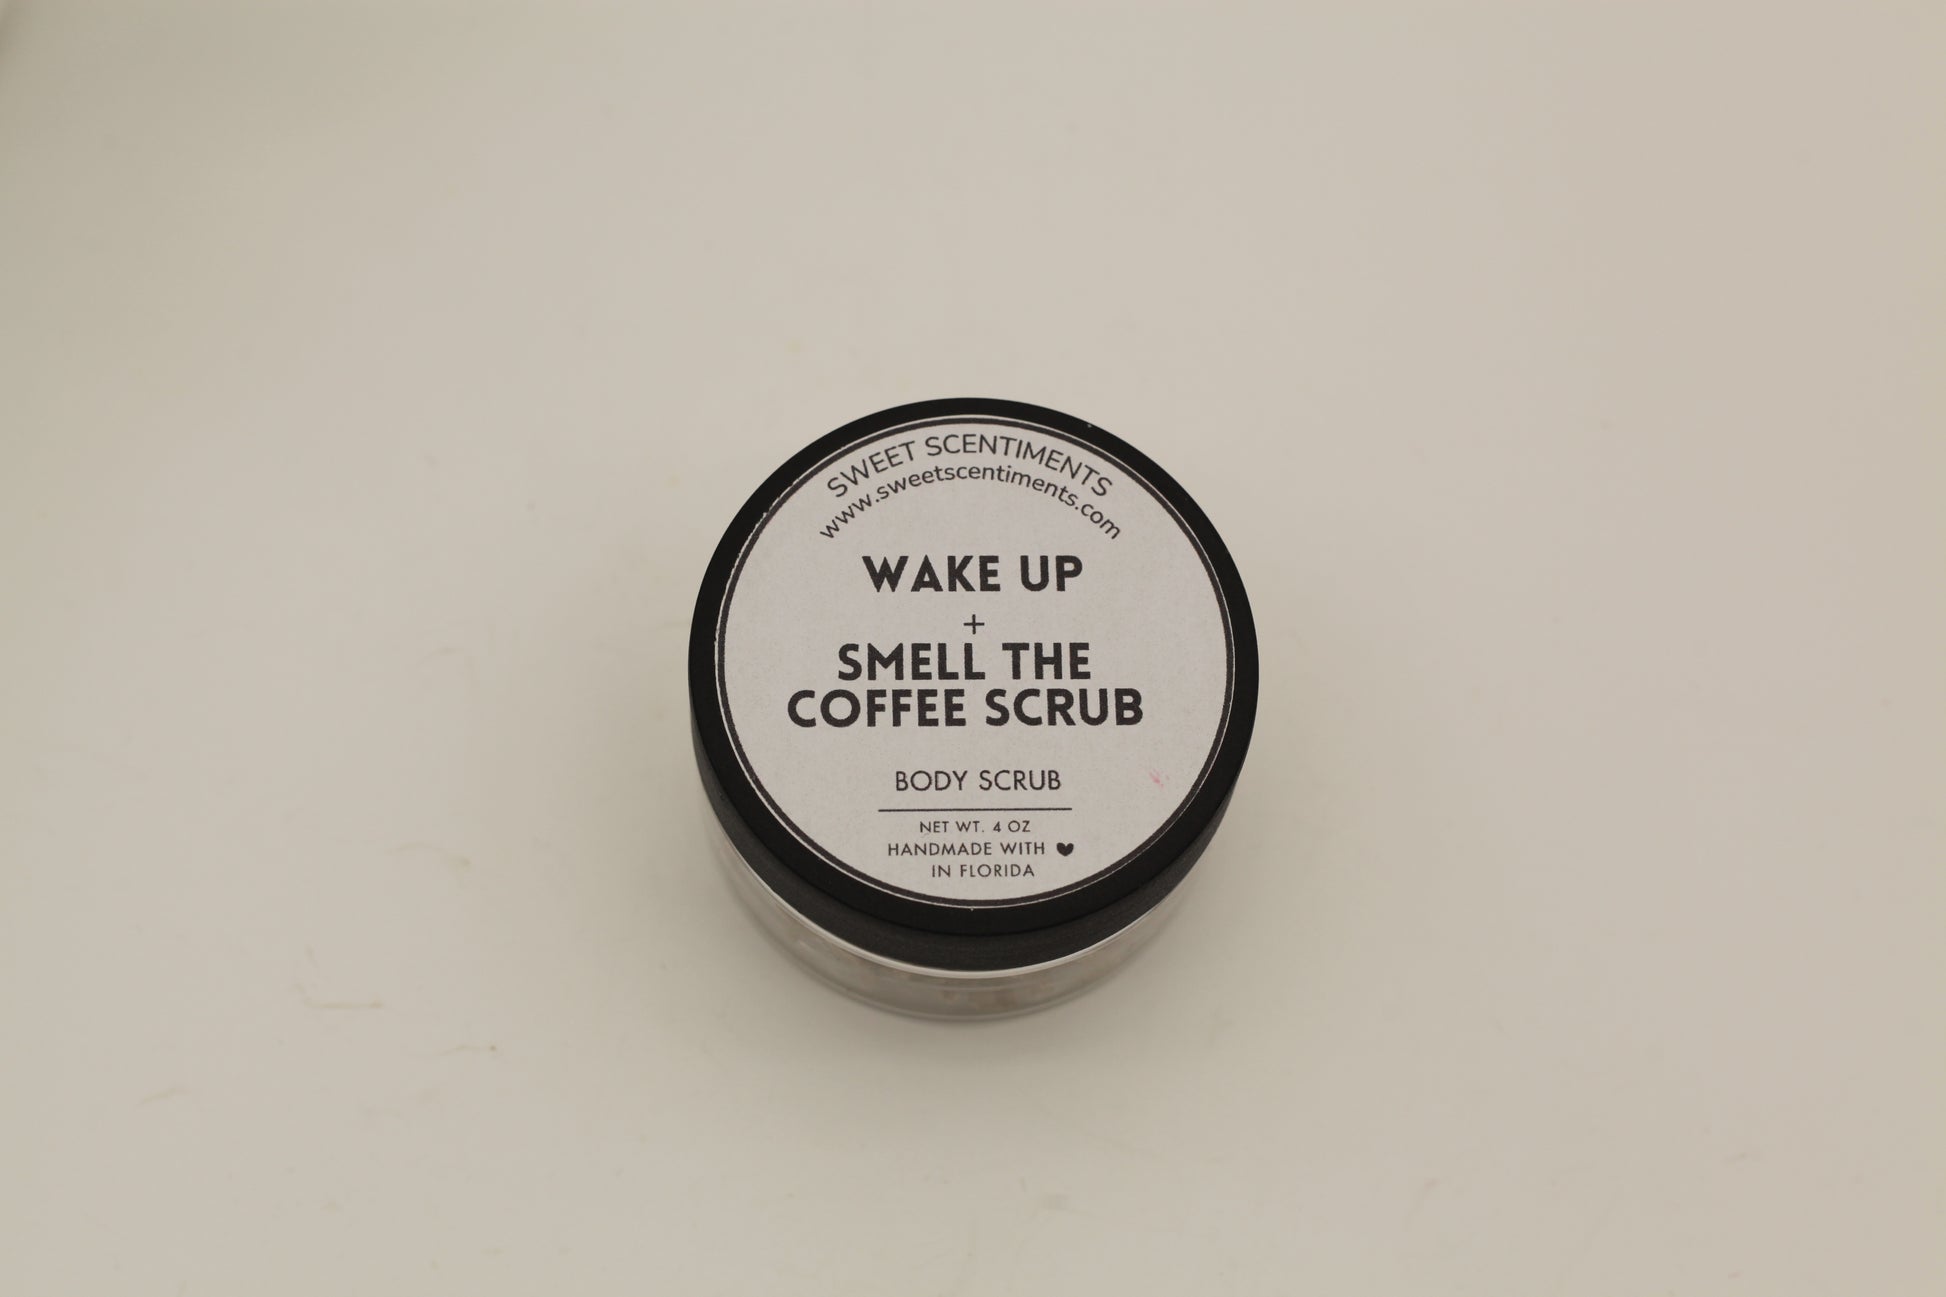 SWEET SCENTIMENTS
www.sweetscentiments.com
WAKE UP
+
SMELL THE
COFFEE SCRUB
BODY SCRUB
NET WT. 4 OZ
HANDMADE WITH ♥
IN FLORIDA